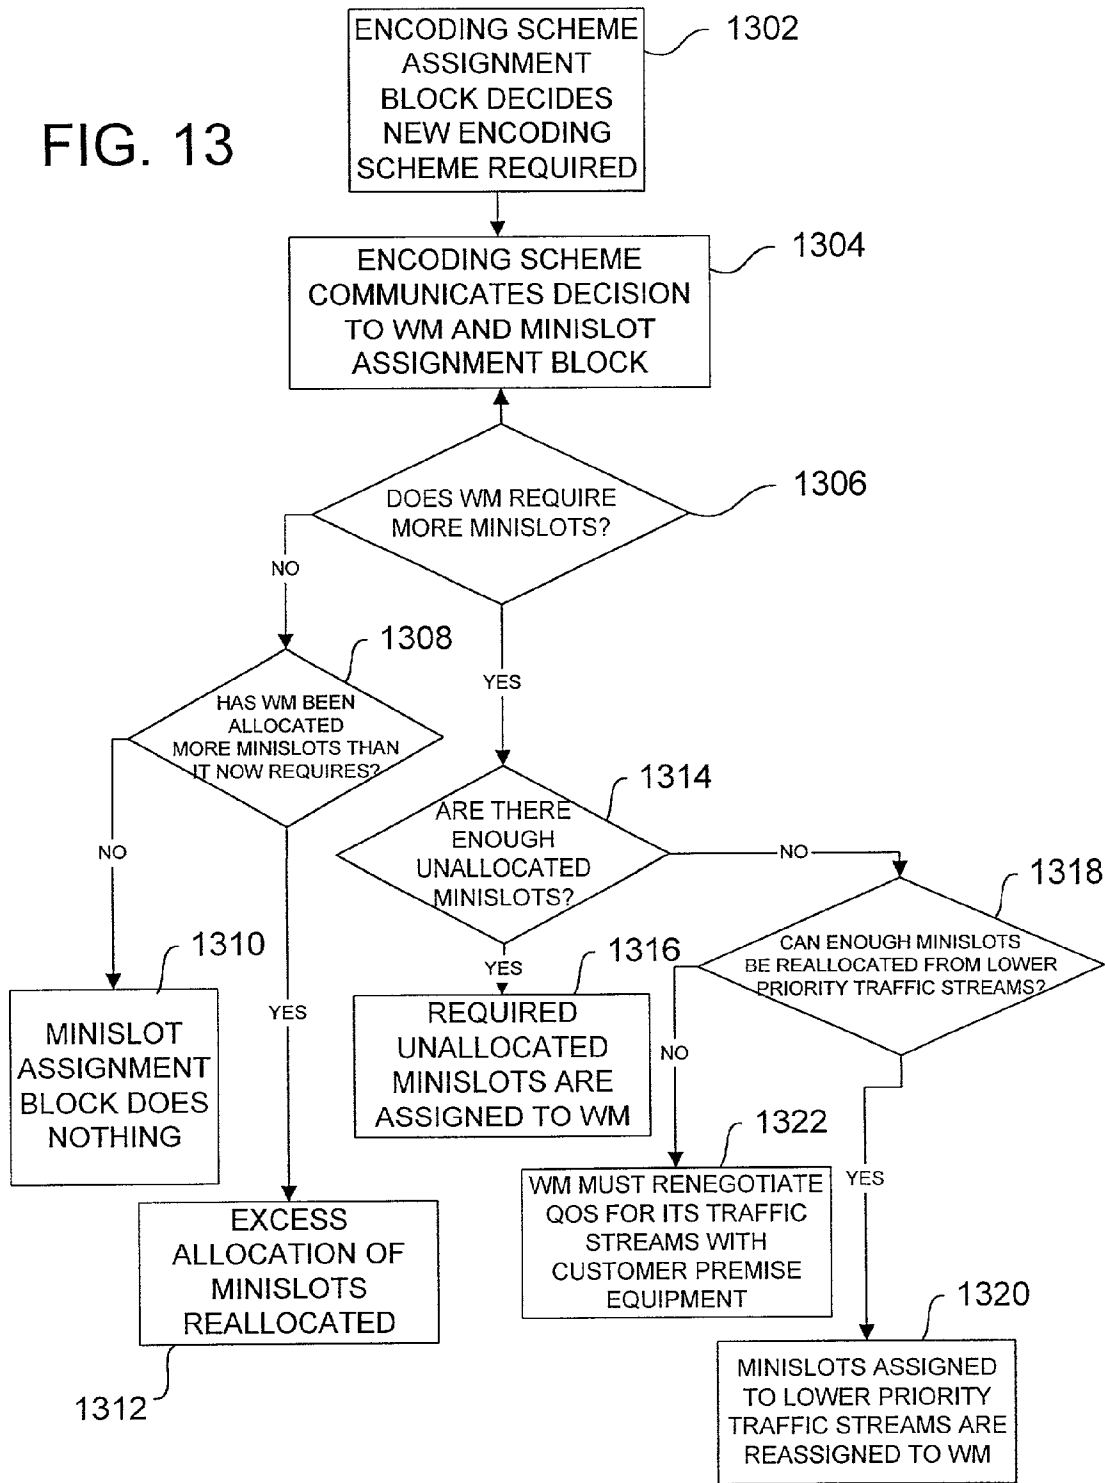 FIG. 13
ENCODING SCHEME
ASSIGNMENT
BLOCK DECIDES
NEW ENCODING
SCHEME REQUIRED
1302
ENCODING SCHEME
COMMUNICATES DECISION
TO WM AND MINISLOT
ASSIGNMENT BLOCK
1304
DOES WM REQUIRE
MORE MINISLOTS?
1306
NO
YES
HAS WM BEEN
ALLOCATED
MORE MINISLOTS THAN
IT NOW REQUIRES?
1308
NO
YES
MINISLOT
ASSIGNMENT
BLOCK DOES
NOTHING
1310
EXCESS
ALLOCATION OF
MINISLOTS
REALLOCATED
1312
ARE THERE
ENOUGH
UNALLOCATED
MINISLOTS?
1314
YES
NO
REQUIRED
UNALLOCATED
MINISLOTS ARE
ASSIGNED TO WM
1316
CAN ENOUGH MINISLOTS
BE REALLOCATED FROM LOWER
PRIORITY TRAFFIC STREAMS?
1318
NO
YES
WM MUST RENEGOTIATE
QOS FOR ITS TRAFFIC
STREAMS WITH
CUSTOMER PREMISE
EQUIPMENT
1322
MINISLOTS ASSIGNED
TO LOWER PRIORITY
TRAFFIC STREAMS ARE
REASSIGNED TO WM
1320